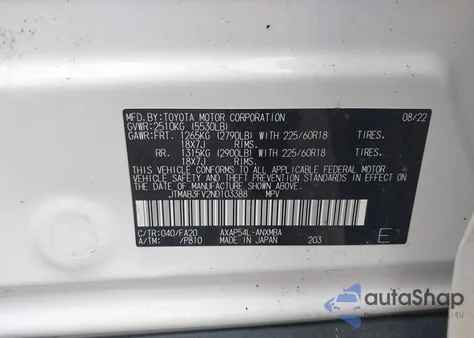 MFD.BY:TOYOTA MOTOR CORPORATION 08/22
GVWR:2510KG (5530LB)
GAWR:FRT. 1265KG (2790LB) WITH 225/60R18 TIRES.
18X7J RIMS.
RR. 1315KG (2900LB) WITH 225/60R18 TIRES.
18X7J RIMS.
THIS VEHICLE CONFORMS TO ALL APPLICABLE FEDERAL MOTOR
VEHICLE SAFETY AND BUMPER STANDARDS IN EFFECT ON
THE DATE OF MANUFACTURE SHOWN ABOVE.
JTMAB3FV2ND103388 MPV
C/TR:040/FA20 AXAP54L-ANXMBA
A/TM: /P810 MADE IN JAPAN 203 E
autaShap
.EU